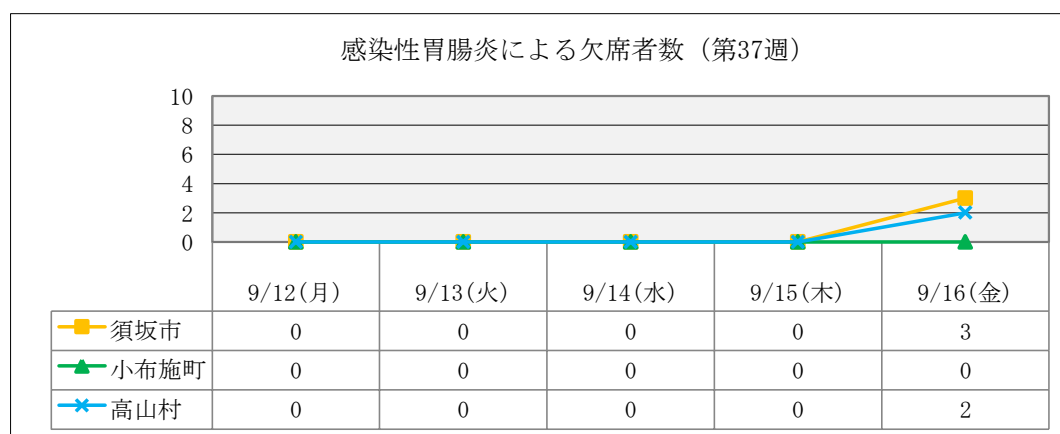 感染性胃腸炎による欠席者数（第37週）
10
8
6
4
2
0
9/12(月) 9/13(火) 9/14(水) 9/15(木) 9/16(金)
須坂市 0 0 0 0 3
小布施町 0 0 0 0 0
高山村 0 0 0 0 2